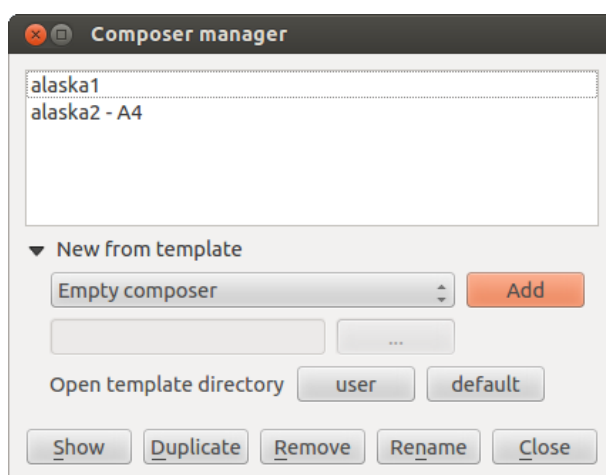 Composer manager
alaska1
alaska2 - A4
New from template
Empty composer Add
...
Open template directory user default
Show Duplicate Remove Rename Close